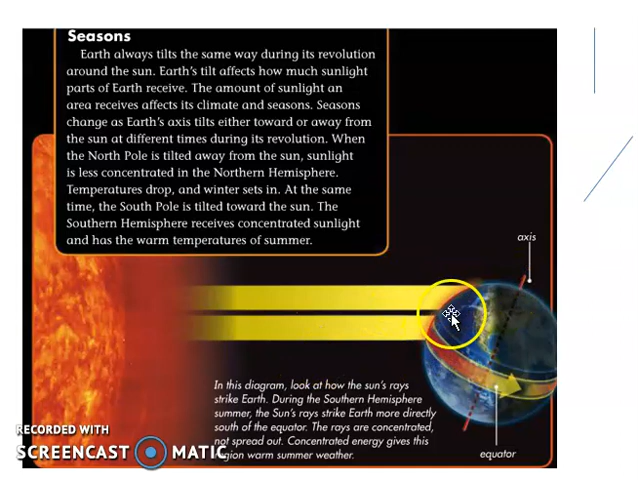 Seasons
Earth always tilts the same way during its revolution
around the sun. Earth's tilt affects how much sunlight
parts of Earth receive. The amount of sunlight an
area receives affects its climate and seasons. Seasons
change as Earth's axis tilts either toward or away from
the sun at different times during its revolution. When
the North Pole is tilted away from the sun, sunlight
is less concentrated in the Northern Hemisphere.
Temperatures drop, and winter sets in. At the same
time, the South Pole is tilted toward the sun. The
Southern Hemisphere receives concentrated sunlight
and has the warm temperatures of summer.
axis
In this diagram, look at how the sun's rays
strike Earth. During the Southern Hemisphere
summer, the Sun's rays strike Earth more directly
south of the equator. The rays are concentrated,
not spread out. Concentrated energy gives this
region warm summer weather.
equator
RECORDED WITH
SCREENCAST MATIC